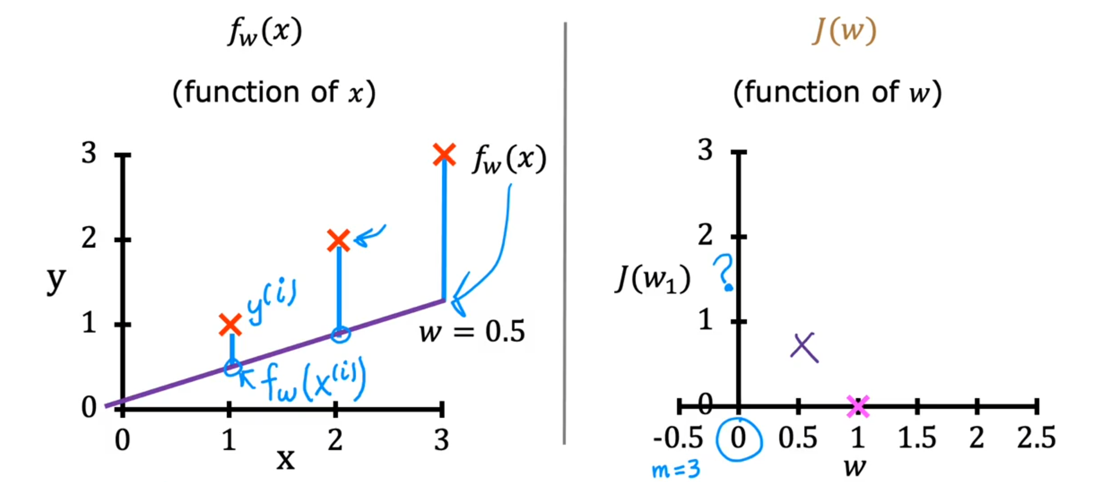 f_w(x)
(function of x)
3
2
y
1
0
0 1 2 3
x
f_w(x)
y^(i)
w = 0.5
f_w(x^(i))
J(w)
(function of w)
3
2
J(w₁) ?
1
0
-0.5 0 0.5 1 1.5 2 2.5
m=3
w